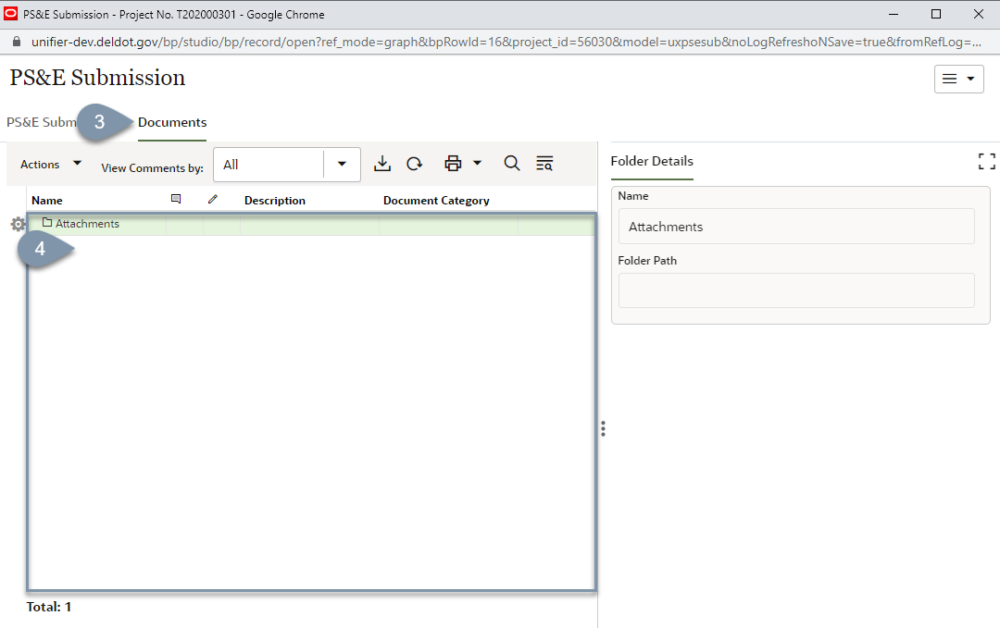 PS&E Submission - Project No. T202000301 - Google Chrome
unifier-dev.deldot.gov/bp/studio/bp/record/open?ref_mode=graph&bpRowId=16&project_id=56030&model=uxpsesub&noLogRefreshoNSave=true&fromRefLog=...
PS&E Submission
PS&E Subm 3 Documents
Actions View Comments by: All
Folder Details
Name Description Document Category
Name
Attachments
Attachments
4
Folder Path
Total: 1